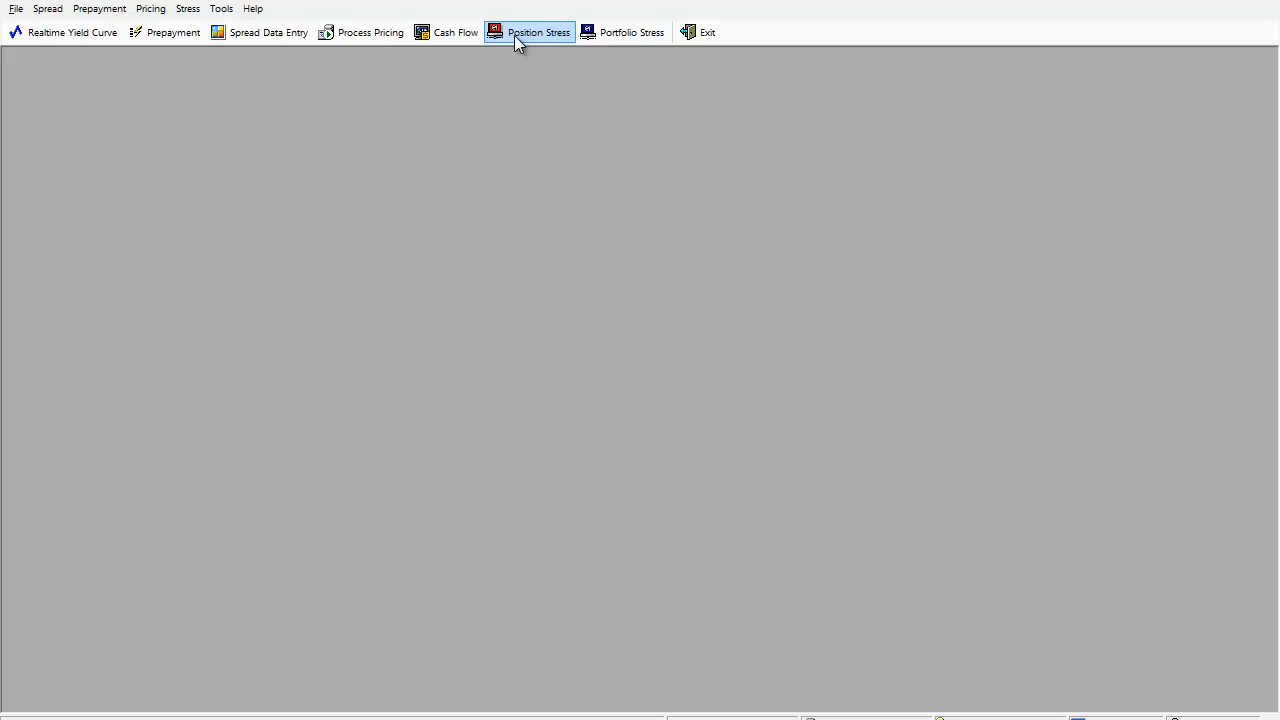 File Spread Prepayment Pricing Stress Tools Help
Realtime Yield Curve Prepayment Spread Data Entry Process Pricing Cash Flow Position Stress Portfolio Stress Exit